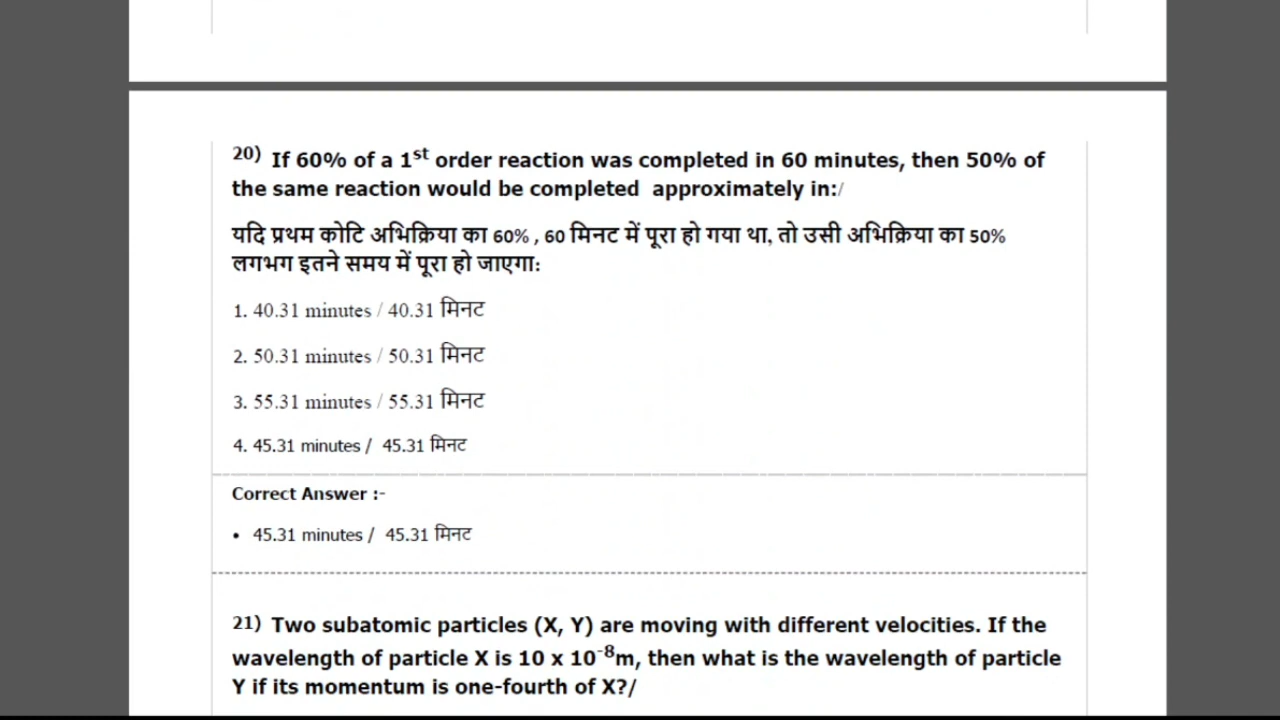 20) If 60% of a 1st order reaction was completed in 60 minutes, then 50% of
the same reaction would be completed  approximately in:/
यदि प्रथम कोटि अभिक्रिया का 60% , 60 मिनट में पूरा हो गया था, तो उसी अभिक्रिया का 50%
लगभग इतने समय में पूरा हो जाएगा:
1. 40.31 minutes / 40.31 मिनट
2. 50.31 minutes / 50.31 मिनट
3. 55.31 minutes / 55.31 मिनट
4. 45.31 minutes /  45.31 मिनट
Correct Answer :-
• 45.31 minutes /  45.31 मिनट
21) Two subatomic particles (X, Y) are moving with different velocities. If the
wavelength of particle X is 10 x 10⁻⁸m, then what is the wavelength of particle
Y if its momentum is one-fourth of X?/